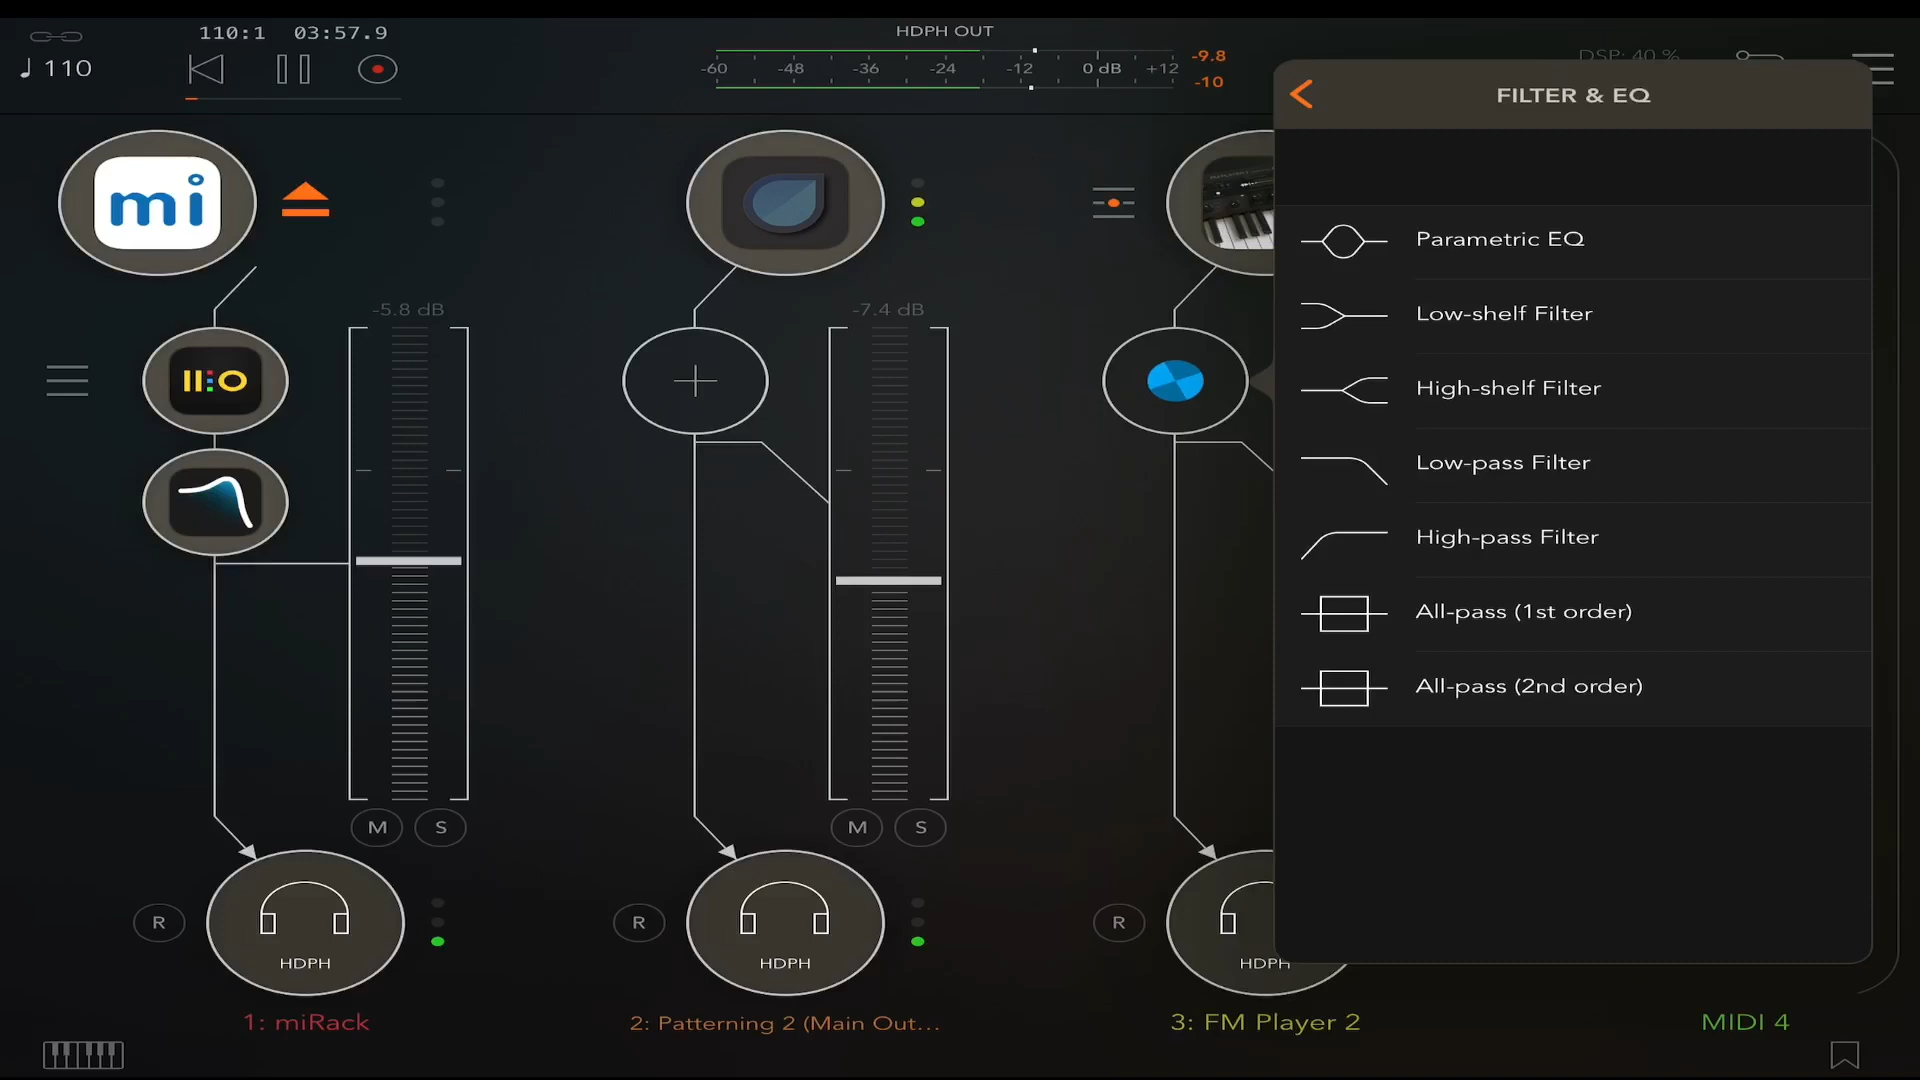 110:1 03:57.9
HDPH OUT
110
-60 -48 -36 -24 -12 0 dB +12
-9.8
-10
DSP: 40 %
FILTER & EQ
mi
Parametric EQ
Low-shelf Filter
High-shelf Filter
Low-pass Filter
High-pass Filter
All-pass (1st order)
All-pass (2nd order)
-5.8 dB
-7.4 dB
M S
M S
R
HDPH
R
HDPH
R
HDPH
1: miRack
2: Patterning 2 (Main Out...
3: FM Player 2
MIDI 4